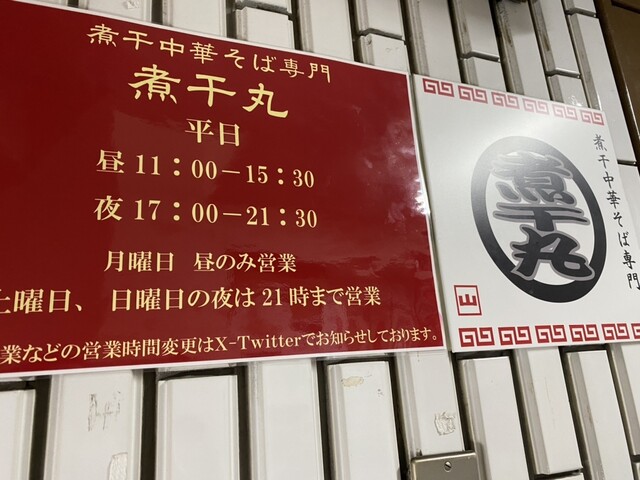 煮干中華そば専門
煮干丸
平日
昼 11：00－15：30
夜 17：00－21：30
月曜日 昼のみ営業
土曜日、日曜日の夜は21時まで営業
業などの営業時間変更はX-Twitterでお知らせしております。
煮干中華そば専門
煮干丸